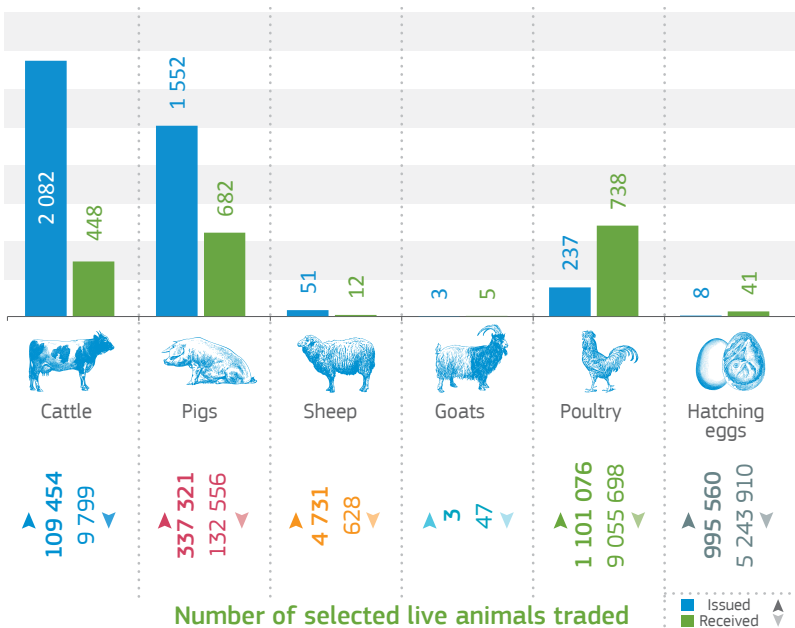 2 082
448
1 552
682
51
12
3
5
237
738
8
41
Cattle
Pigs
Sheep
Goats
Poultry
Hatching
eggs
109 454
9 799
337 321
132 556
4 731
628
3
47
1 101 076
9 055 698
995 560
5 243 910
Number of selected live animals traded
Issued
Received